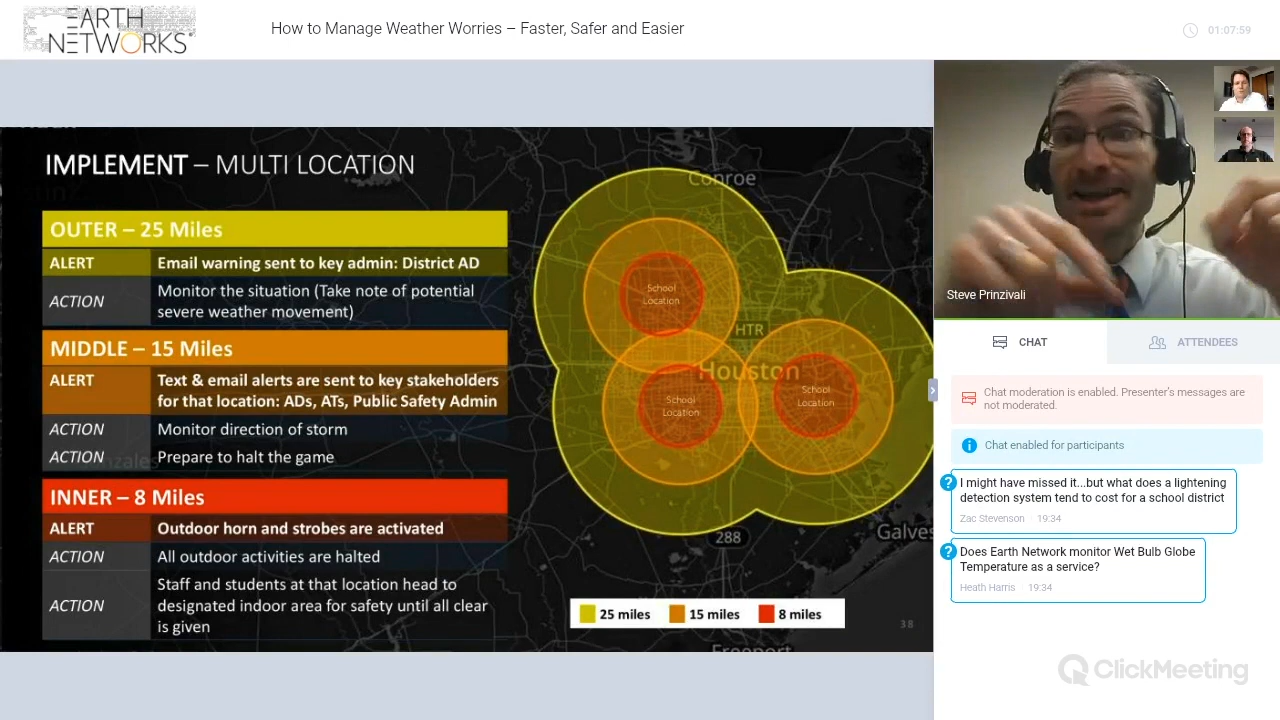 EARTH
NETWORKS
How to Manage Weather Worries – Faster, Safer and Easier
01:07:59
IMPLEMENT – MULTI LOCATION
OUTER – 25 Miles
ALERT Email warning sent to key admin: District AD
ACTION Monitor the situation (Take note of potential
severe weather movement)
MIDDLE – 15 Miles
ALERT Text & email alerts are sent to key stakeholders
for that location: ADs, ATs, Public Safety Admin
ACTION Monitor direction of storm
ACTION Prepare to halt the game
INNER – 8 Miles
ALERT Outdoor horn and strobes are activated
ACTION All outdoor activities are halted
ACTION Staff and students at that location head to
designated indoor area for safety until all clear
is given
Conroe
School
Location
HTR
Houston
School
Location
School
Location
288
Galves
25 miles 15 miles 8 miles
38
Freeport
Steve Prinzivali
CHAT
ATTENDEES
Chat moderation is enabled. Presenter's messages are
not moderated.
Chat enabled for participants
I might have missed it...but what does a lightening
detection system tend to cost for a school district
Zac Stevenson 19:34
Does Earth Network monitor Wet Bulb Globe
Temperature as a service?
Heath Harris 19:34
ClickMeeting